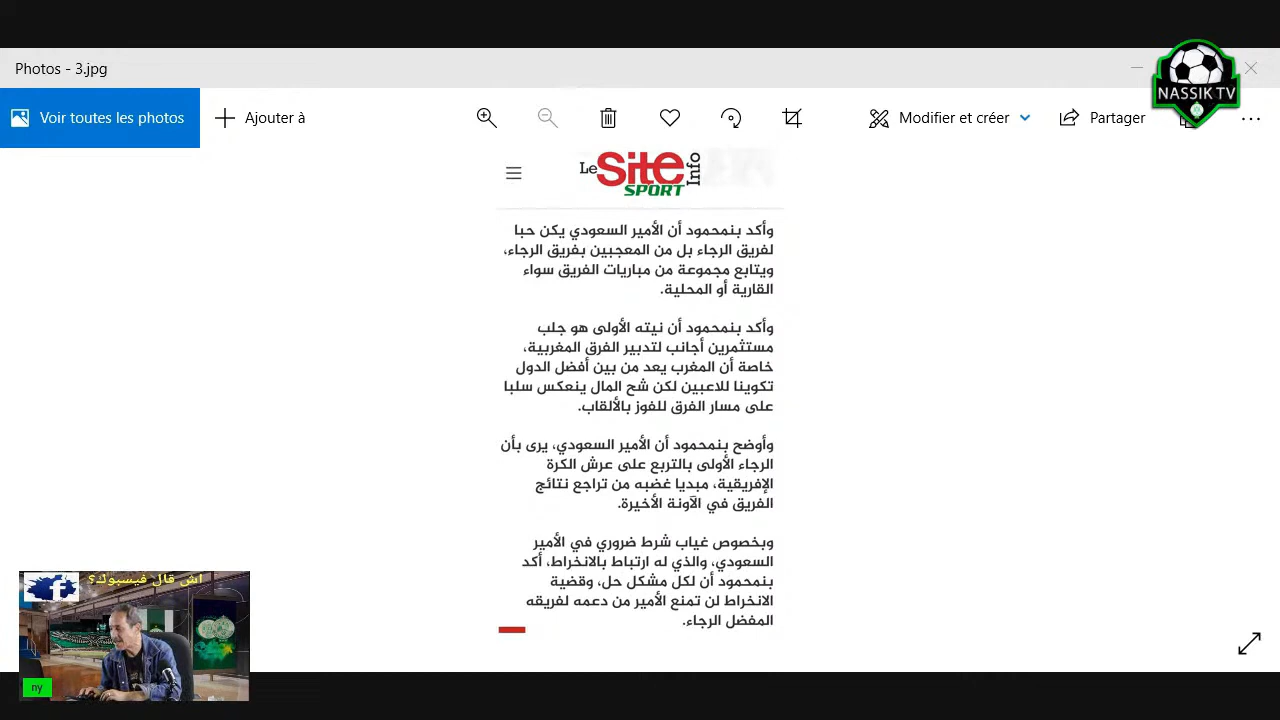 Photos - 3.jpg
NASSIK TV
Voir toutes les photos
Ajouter à
Modifier et créer
Partager
Le Site Info
SPORT
وأكد بنمحمود أن الأمير السعودي يكن حبا
لفريق الرجاء بل من المعجبين بفريق الرجاء،
ويتابع مجموعة من مباريات الفريق سواء
القارية أو المحلية.
وأكد بنمحمود أن نيته الأولى هو جلب
مستثمرين أجانب لتدبير الفرق المغربية،
خاصة أن المغرب يعد من بين أفضل الدول
تكوينا للاعبين لكن شح المال ينعكس سلبا
على مسار الفرق للفوز بالألقاب.
وأوضح بنمحمود أن الأمير السعودي، يرى بأن
الرجاء الأولى بالتربع على عرش الكرة
الإفريقية، مبديا غضبه من تراجع نتائج
الفريق في الآونة الأخيرة.
وبخصوص غياب شرط ضروري في الأمير
السعودي، والذي له ارتباط بالانخراط، أكد
بنمحمود أن لكل مشكل حل، وقضية
الانخراط لن تمنع الأمير من دعمه لفريقه
المفضل الرجاء.
اش قال فيسبوك؟
f
ny